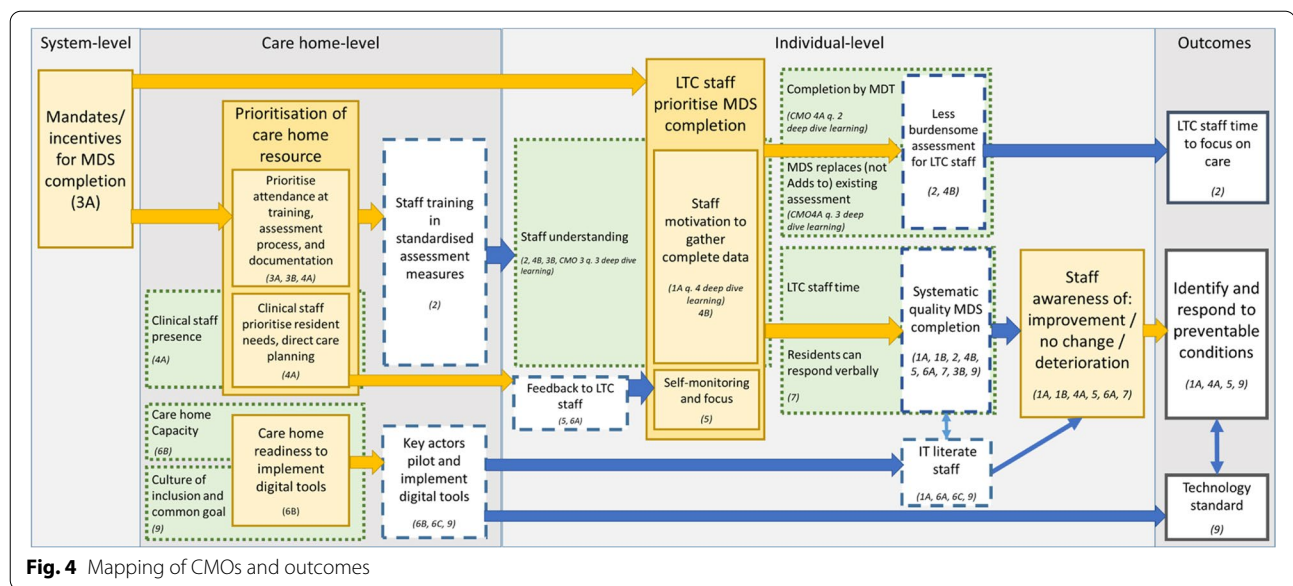 System-level
Care home-level
Individual-level
Outcomes
Mandates/
incentives
for MDS
completion
(3A)
Prioritisation of
care home
resource
Prioritise
attendance at
training,
assessment
process, and
documentation
(3A, 3B, 4A)
Clinical staff
prioritise resident
needs, direct care
planning
(4A)
Clinical staff
presence
(4A)
Care home
Capacity
(6B)
Culture of
inclusion and
common goal
(9)
Care home
readiness to
implement
digital tools
(6B)
Staff training
in
standardised
assessment
measures
(2)
Key actors
pilot and
implement
digital tools
(6B, 6C, 9)
Staff understanding
(2, 4B, 3B, CMO 3 q. 3 deep dive
learning)
Feedback to LTC
staff
(5, 6A)
LTC staff
prioritise MDS
completion
Staff
motivation to
gather
complete data
(1A q. 4 deep dive
learning)
4B)
Self-monitoring
and focus
(5)
Completion by MDT
(CMO 4A q. 2
deep dive learning)
MDS replaces (not
Adds to) existing
assessment
(CMO4A q. 3 deep
dive learning)
Less
burdensome
assessment
for LTC staff
(2, 4B)
LTC staff time
Residents can
respond verbally
(7)
Systematic
quality MDS
completion
(1A, 1B, 2, 4B,
5, 6A, 7, 3B, 9)
IT literate
staff
(1A, 6A, 6C, 9)
Staff
awareness of:
improvement /
no change /
deterioration
(1A, 1B, 4A, 5, 6A, 7)
LTC staff time
to focus on
care
(2)
Identify and
respond to
preventable
conditions
(1A, 4A, 5, 9)
Technology
standard
(9)
Fig. 4 Mapping of CMOs and outcomes